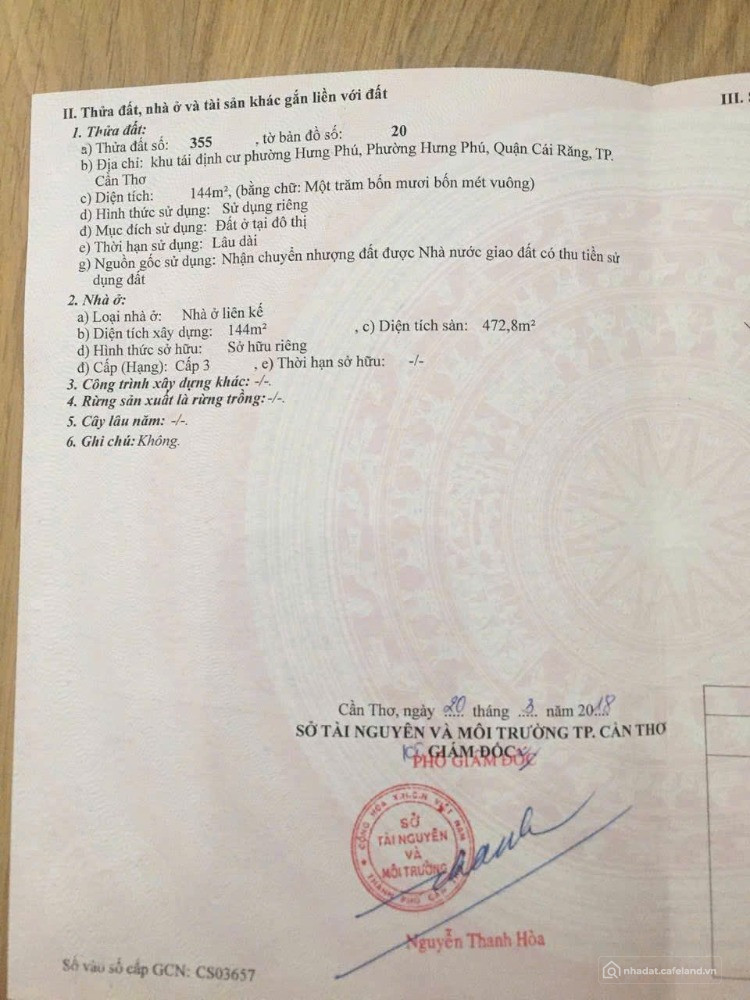 II. Thửa đất, nhà ở và tài sản khác gắn liền với đất
III.
1. Thửa đất:
a) Thửa đất số: 355 , tờ bản đồ số: 20
b) Địa chỉ: khu tái định cư phường Hưng Phú, Phường Hưng Phú, Quận Cái Răng, TP.
Cần Thơ
c) Diện tích: 144m², (bằng chữ: Một trăm bốn mươi bốn mét vuông)
d) Hình thức sử dụng: Sử dụng riêng
đ) Mục đích sử dụng: Đất ở tại đô thị
e) Thời hạn sử dụng: Lâu dài
g) Nguồn gốc sử dụng: Nhận chuyển nhượng đất được Nhà nước giao đất có thu tiền sử
dụng đất
2. Nhà ở:
a) Loại nhà ở: Nhà ở liên kế
b) Diện tích xây dựng: 144m² , c) Diện tích sàn: 472,8m²
d) Hình thức sở hữu: Sở hữu riêng
đ) Cấp (Hạng): Cấp 3 , e) Thời hạn sở hữu: -/-
3. Công trình xây dựng khác: -/-.
4. Rừng sản xuất là rừng trồng: -/-.
5. Cây lâu năm: -/-.
6. Ghi chú: Không.
Cần Thơ, ngày 20 tháng 3 năm 2018
SỞ TÀI NGUYÊN VÀ MÔI TRƯỜNG TP. CẦN THƠ
GIÁM ĐỐC
PHÓ GIÁM ĐỐC
CỘNG HÒA X.H.C.N VIỆT NAM
SỞ
TÀI NGUYÊN
VÀ
MÔI TRƯỜNG
Nguyễn Thanh Hòa
Số vào sổ cấp GCN: CS03657
nhadat.cafeland.vn